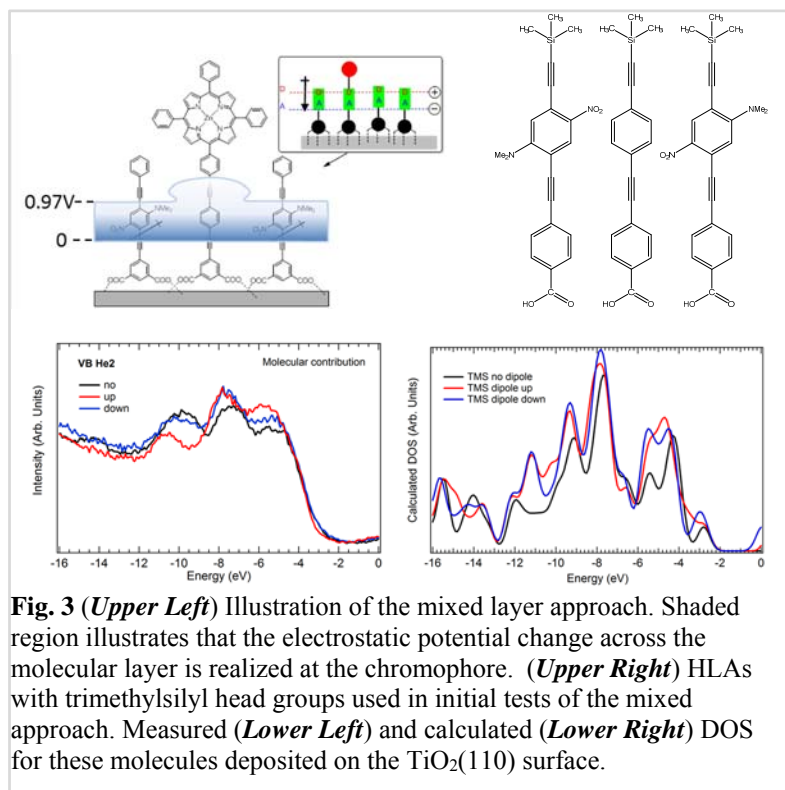 CH₃
H₃C
CH₃
Si
CH₃
H₃C
CH₃
Si
CH₃
H₃C
CH₃
Si
NO₂
Me₂N
NMe₂
O₂N
HO
C
O
HO
C
O
HO
C
O
D
A
D
D
D
D
A
A
A
A
+
−
N
N
N
N
Zn
0.97V
0
NMe₂
O₂N
NMe₂
O₂N
OOC
COO
OOC
COO
OOC
COO
VB He2
Molecular contribution
no
up
down
Intensity (Arb. Units)
-16
-14
-12
-10
-8
-6
-4
-2
0
Energy (eV)
TMS no dipole
TMS dipole up
TMS dipole down
Calculated DOS (Arb. Units)
-16
-14
-12
-10
-8
-6
-4
-2
0
Energy (eV)
Fig. 3 (Upper Left) Illustration of the mixed layer approach. Shaded
region illustrates that the electrostatic potential change across the
molecular layer is realized at the chromophore. (Upper Right) HLAs
with trimethylsilyl head groups used in initial tests of the mixed
approach. Measured (Lower Left) and calculated (Lower Right) DOS
for these molecules deposited on the TiO₂(110) surface.